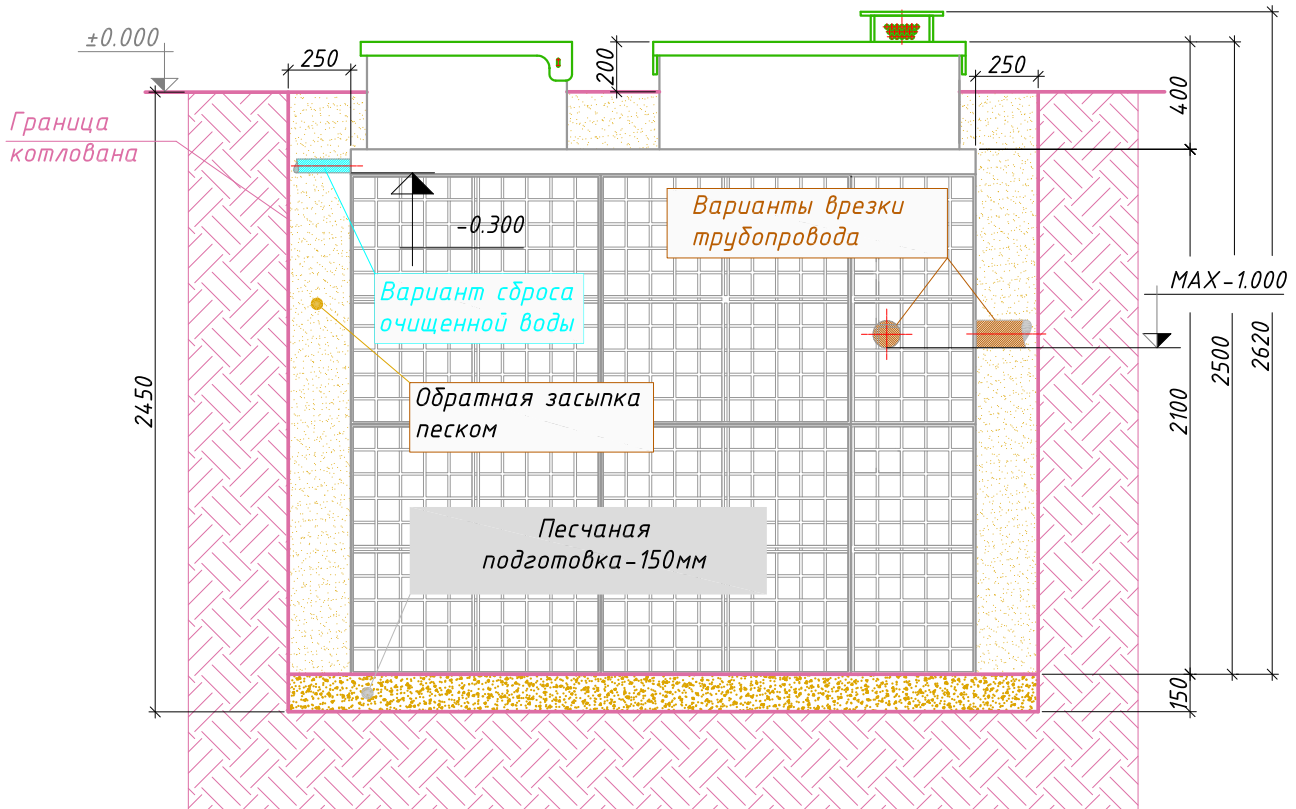 ±0.000
250
200
250
400
2620
Граница
котлована
Варианты врезки
трубопровода
-0.300
MAX-1.000
Вариант сброса
очищенной воды
2500
2450
2100
Обратная засыпка
песком
Песчаная
подготовка-150мм
150